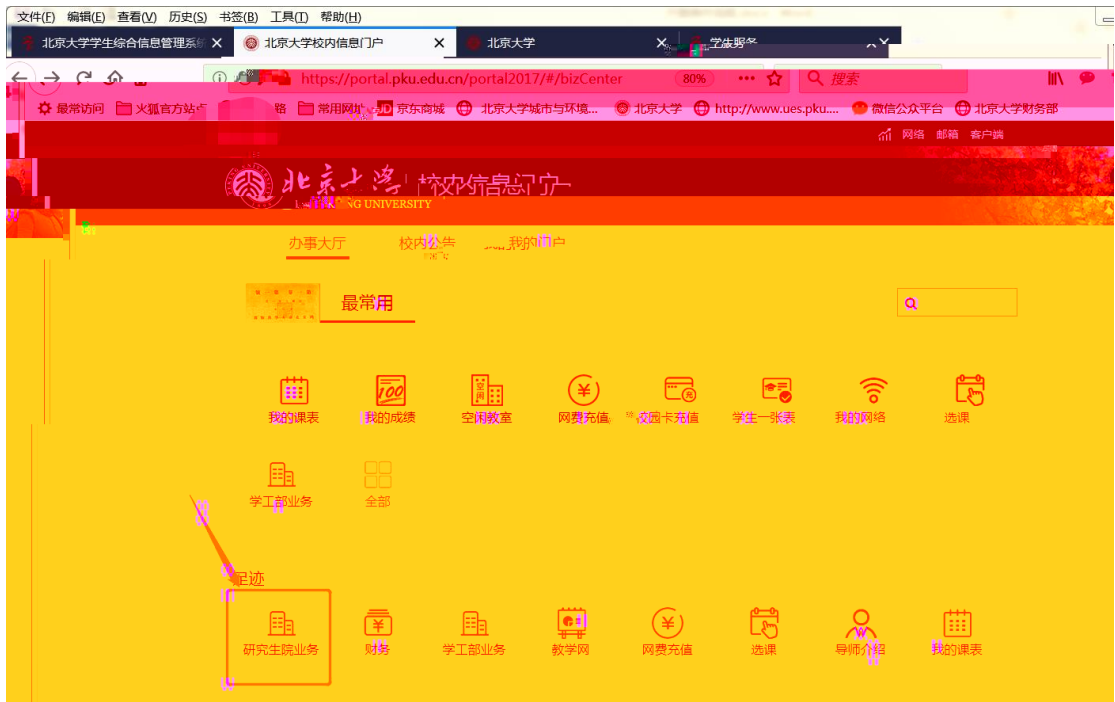 文件(F) 编辑(E) 查看(V) 历史(S) 书签(B) 工具(T) 帮助(H)
北京大学学生综合信息管理系统 北京大学校内信息门户 北京大学
https://portal.pku.edu.cn/portal2017/#/bizCenter 80% 搜索
最常访问 火狐官方站点 常用网址 JD 京东商城 北京大学城市与环境... 北京大学 http://www.ues.pku.... 微信公众平台 北京大学财务部
网络 邮箱 客户端
北京大学 校内信息门户
NG UNIVERSITY
办事大厅 校内公告 我的门户
最常用
我的课表 我的成绩 空闲教室 网费充值 校园卡充值 学生一张表 我的网络 选课
学工部业务 全部
足迹
研究生院业务 财务 学工部业务 教学网 网费充值 选课 导师介绍 我的课表